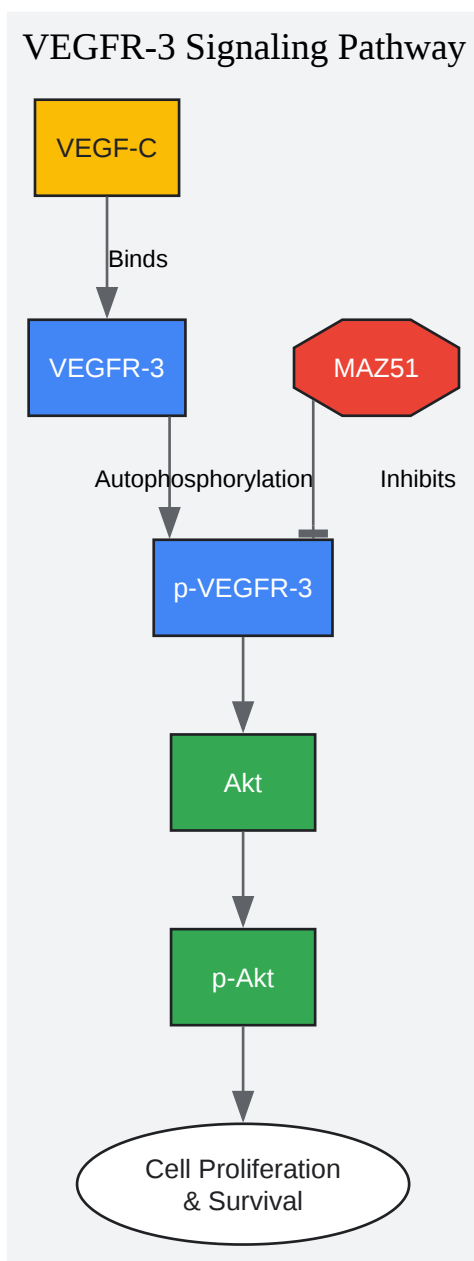 VEGFR-3 Signaling Pathway
VEGF-C
Binds
VEGFR-3
MAZ51
Autophosphorylation
Inhibits
p-VEGFR-3
Akt
p-Akt
Cell Proliferation
& Survival